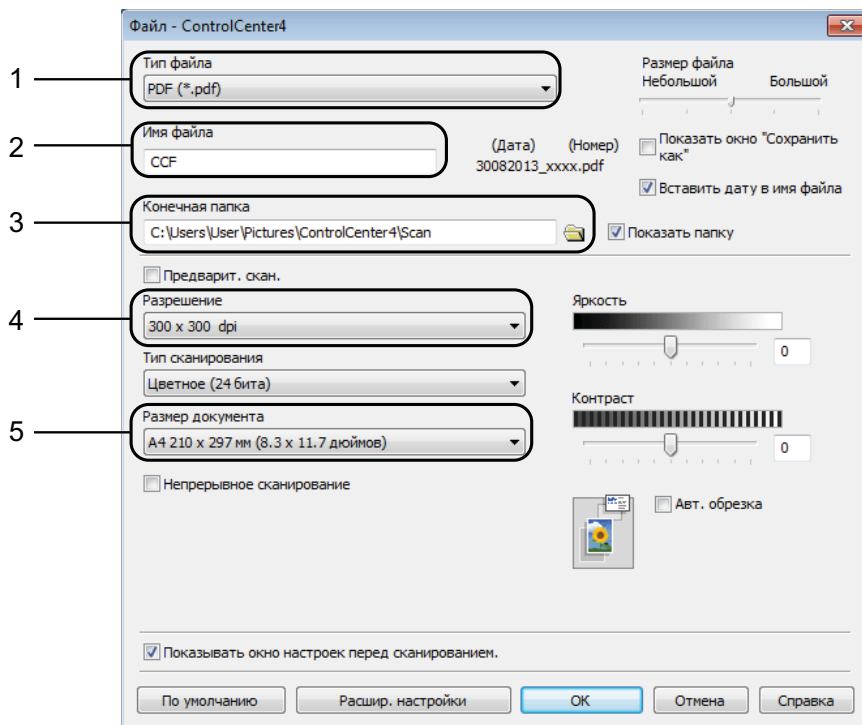 Файл - ControlCenter4
1
Тип файла
PDF (*.pdf)
Размер файла
Небольшой Большой
2
Имя файла
CCF
(Дата) (Номер)
30082013_xxxx.pdf
Показать окно "Сохранить
как"
Вставить дату в имя файла
3
Конечная папка
C:\Users\User\Pictures\ControlCenter4\Scan
Показать папку
Предварит. скан.
4
Разрешение
300 x 300 dpi
Яркость
0
Тип сканирования
Цветное (24 бита)
Контраст
0
5
Размер документа
A4 210 x 297 мм (8.3 x 11.7 дюймов)
Непрерывное сканирование
Авт. обрезка
Показывать окно настроек перед сканированием.
По умолчанию
Расшир. настройки
ОК
Отмена
Справка